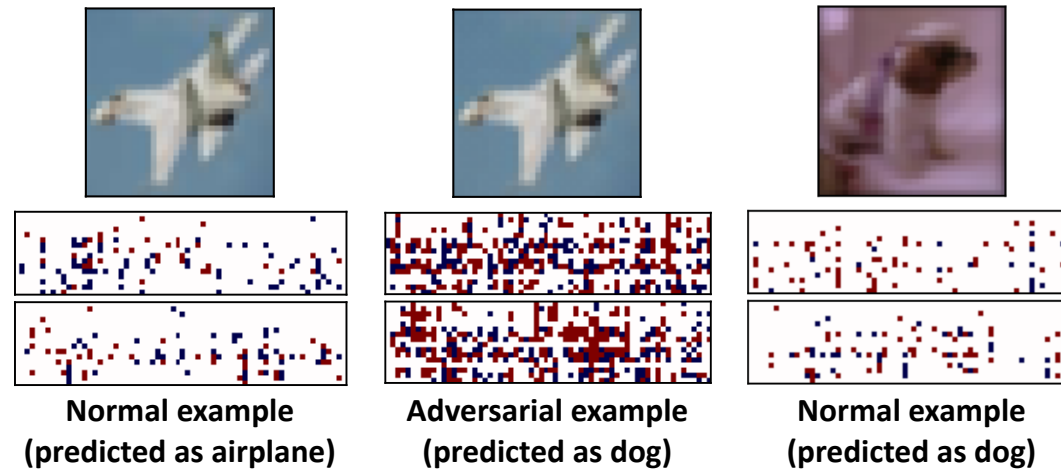 Normal example
(predicted as airplane)
Adversarial example
(predicted as dog)
Normal example
(predicted as dog)